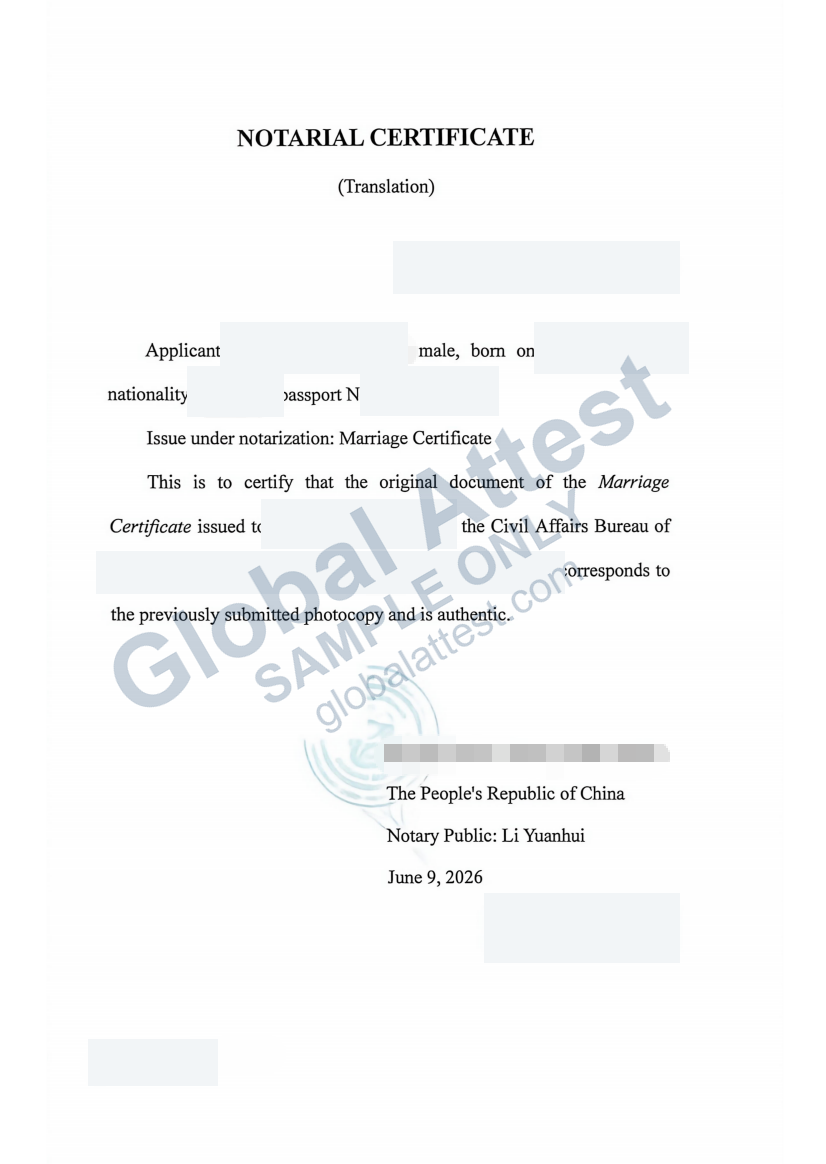 NOTARIAL CERTIFICATE
(Translation)
Applicant male, born on
nationality passport N
Issue under notarization: Marriage Certificate
This is to certify that the original document of the Marriage
Certificate issued to the Civil Affairs Bureau of
corresponds to
the previously submitted photocopy and is authentic.
Global Attest
SAMPLE ONLY
globalattest.com
The People's Republic of China
Notary Public: Li Yuanhui
June 9, 2026